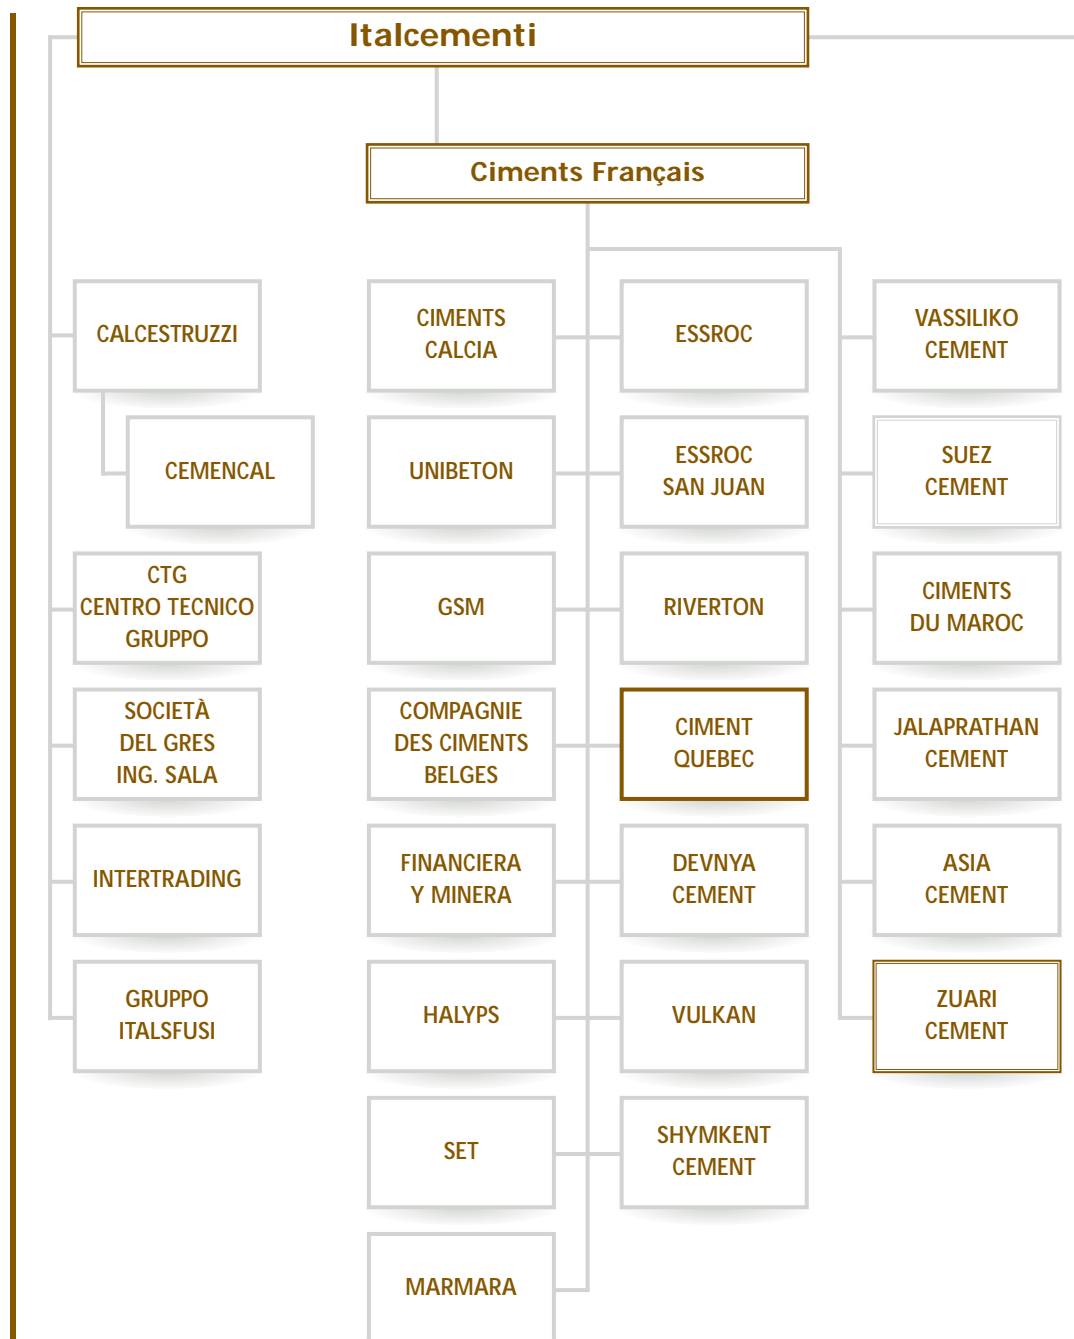 Italcementi
Ciments Français
CALCESTRUZZI
CEMENCAL
CTG
CENTRO TECNICO
GRUPPO
SOCIETÀ
DEL GRES
ING. SALA
INTERTRADING
GRUPPO
ITALSFUSI
CIMENTS
CALCIA
UNIBETON
GSM
COMPAGNIE
DES CIMENTS
BELGES
FINANCIERA
Y MINERA
HALYPS
SET
MARMARA
ESSROC
ESSROC
SAN JUAN
RIVERTON
CIMENT
QUEBEC
DEVNYA
CEMENT
VULKAN
SHYMKENT
CEMENT
VASSILIKO
CEMENT
SUEZ
CEMENT
CIMENTS
DU MAROC
JALAPRATHAN
CEMENT
ASIA
CEMENT
ZUARI
CEMENT